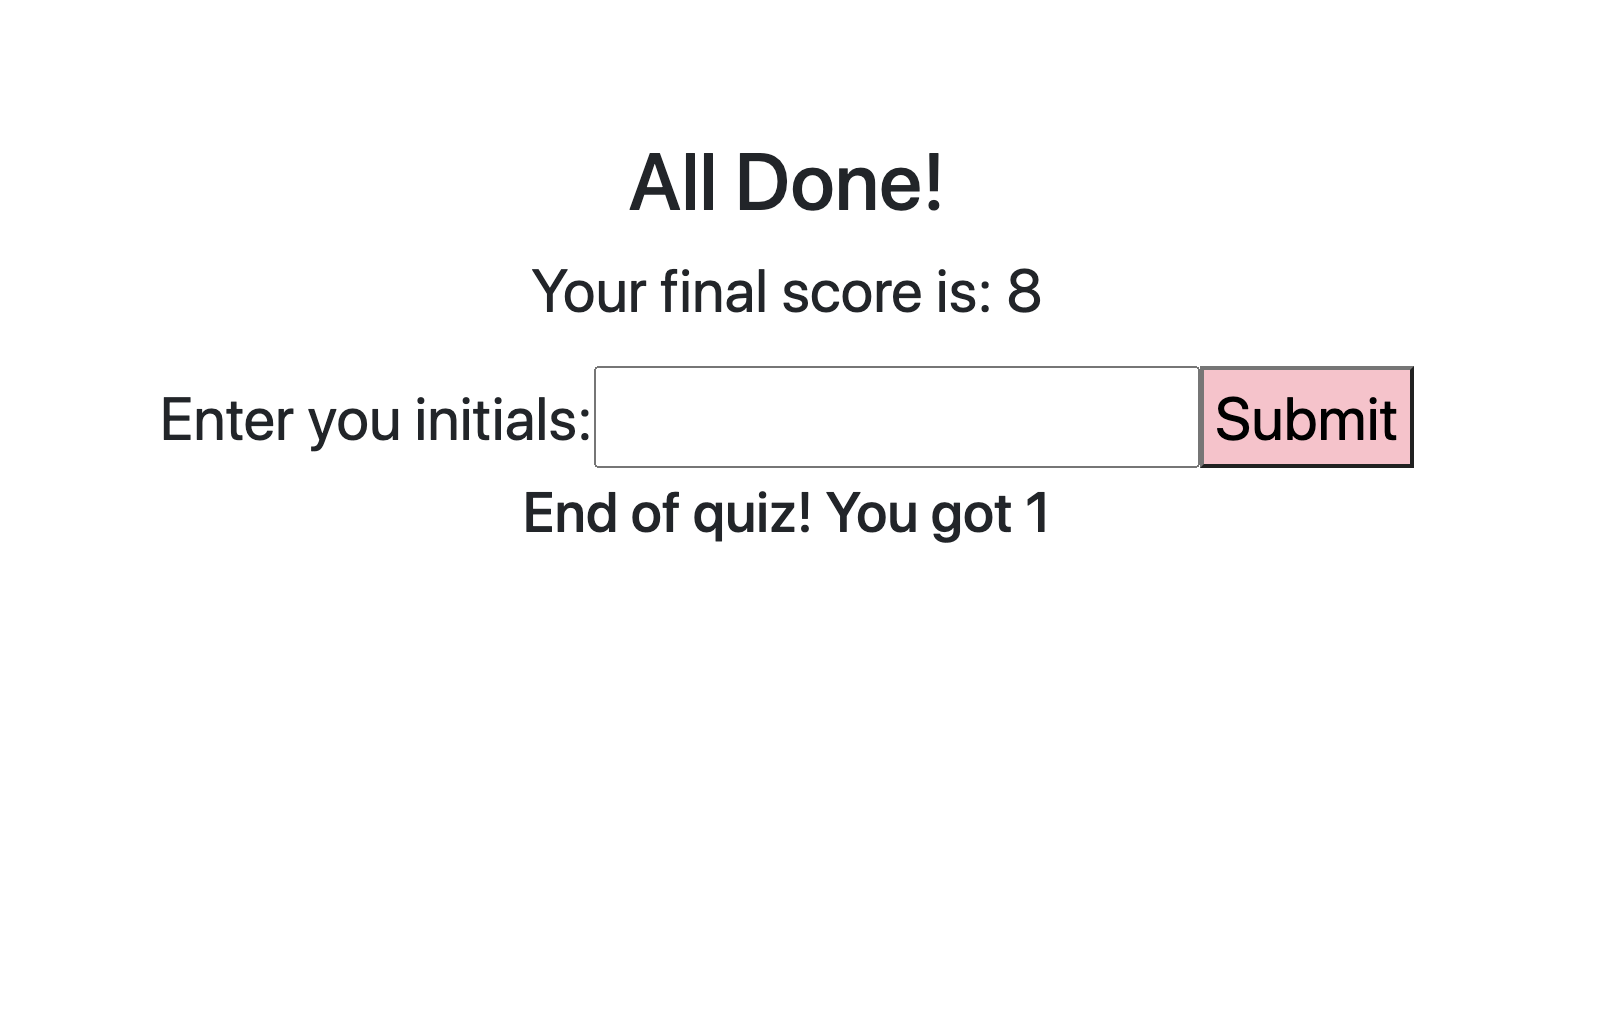 All Done!
Your final score is: 8
Enter you initials: Submit
End of quiz! You got 1